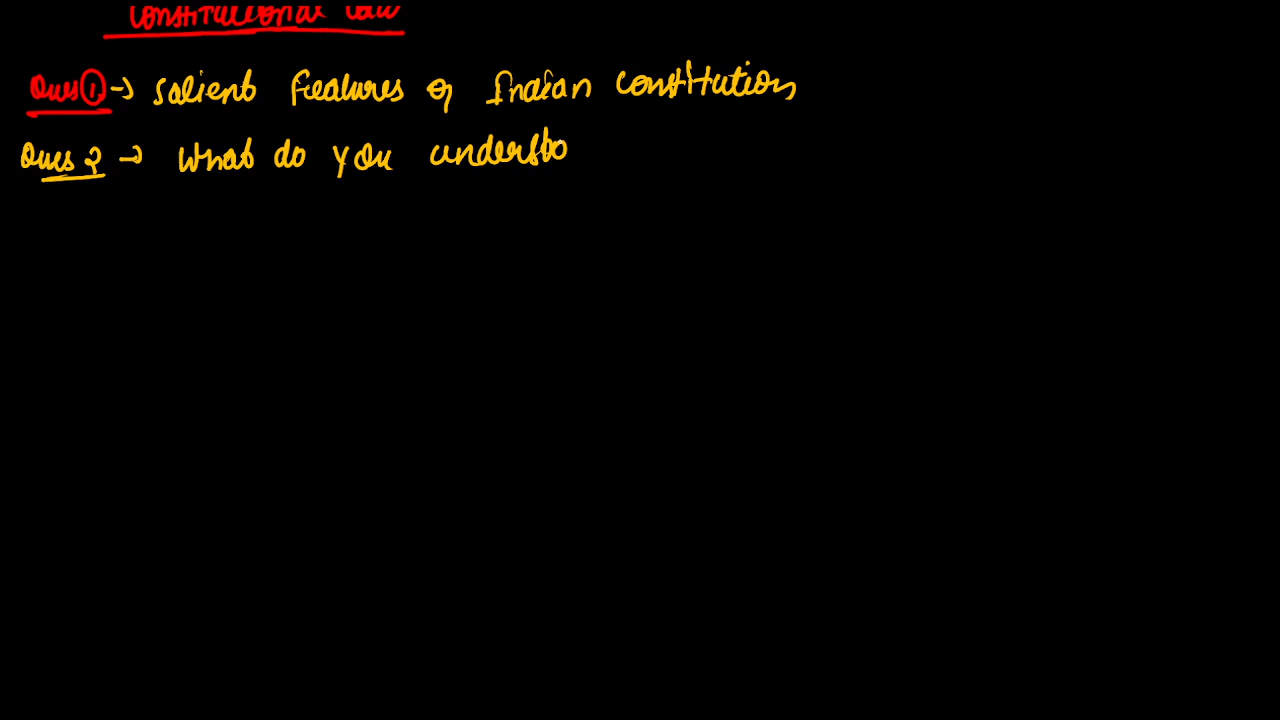 Constitutional Law
Ques 1 → Salient Features of Indian Constitution
Ques 2 → What do you understo